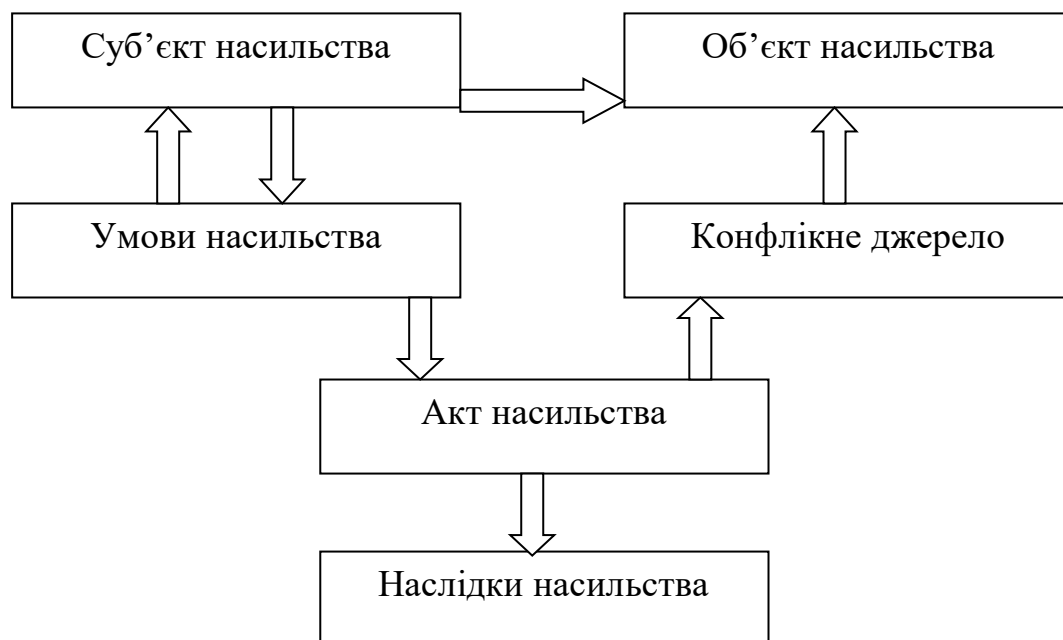 Суб’єкт насильства
Об’єкт насильства
Умови насильства
Конфлікне джерело
Акт насильства
Наслідки насильства